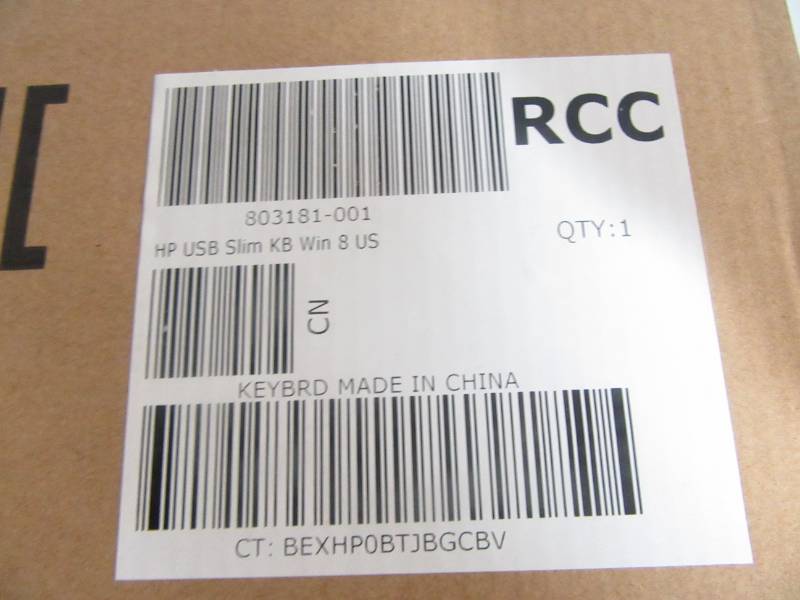 RCC
803181-001
HP USB Slim KB Win 8 US
QTY:1
CN
KEYBRD MADE IN CHINA
CT: BEXHP0BTJBGCBV